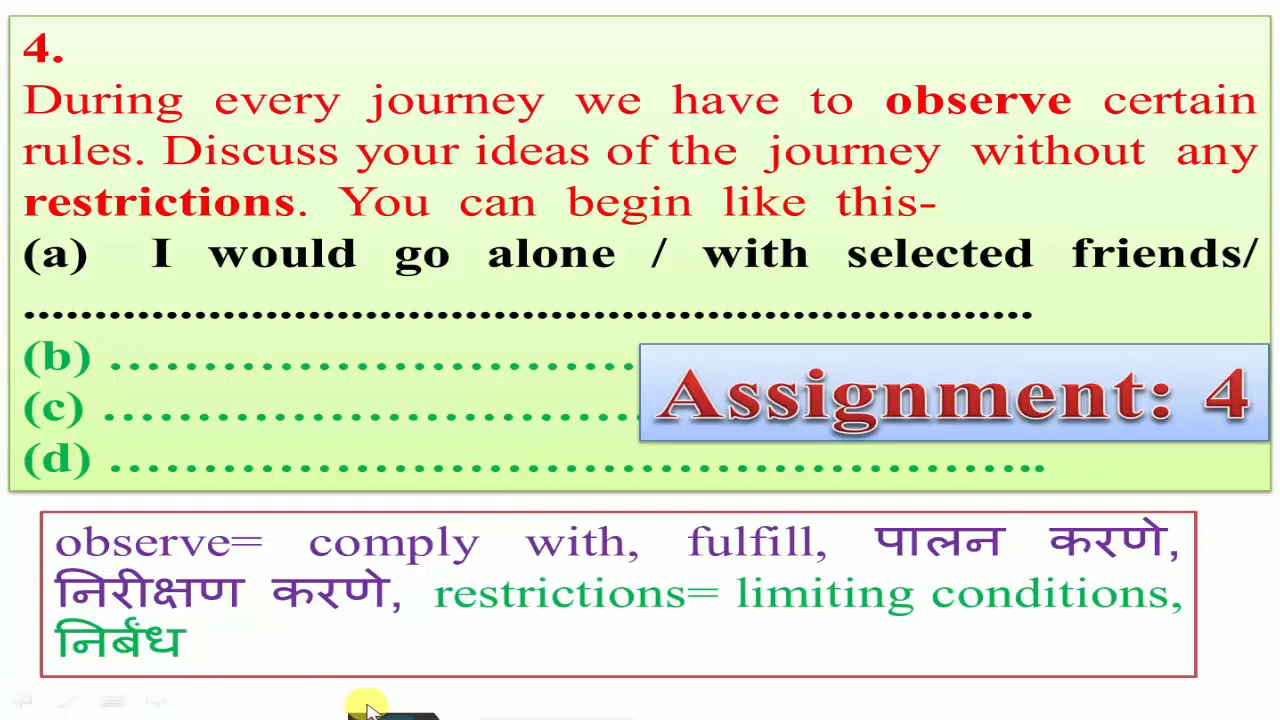 4.
During every journey we have to observe certain
rules. Discuss your ideas of the journey without any
restrictions. You can begin like this-
(a) I would go alone / with selected friends/
.......................................................................
(b) ............................
(c) ............................
(d) ..................................................
Assignment: 4
observe= comply with, fulfill, पालन करणे,
निरीक्षण करणे, restrictions= limiting conditions,
निर्बंध